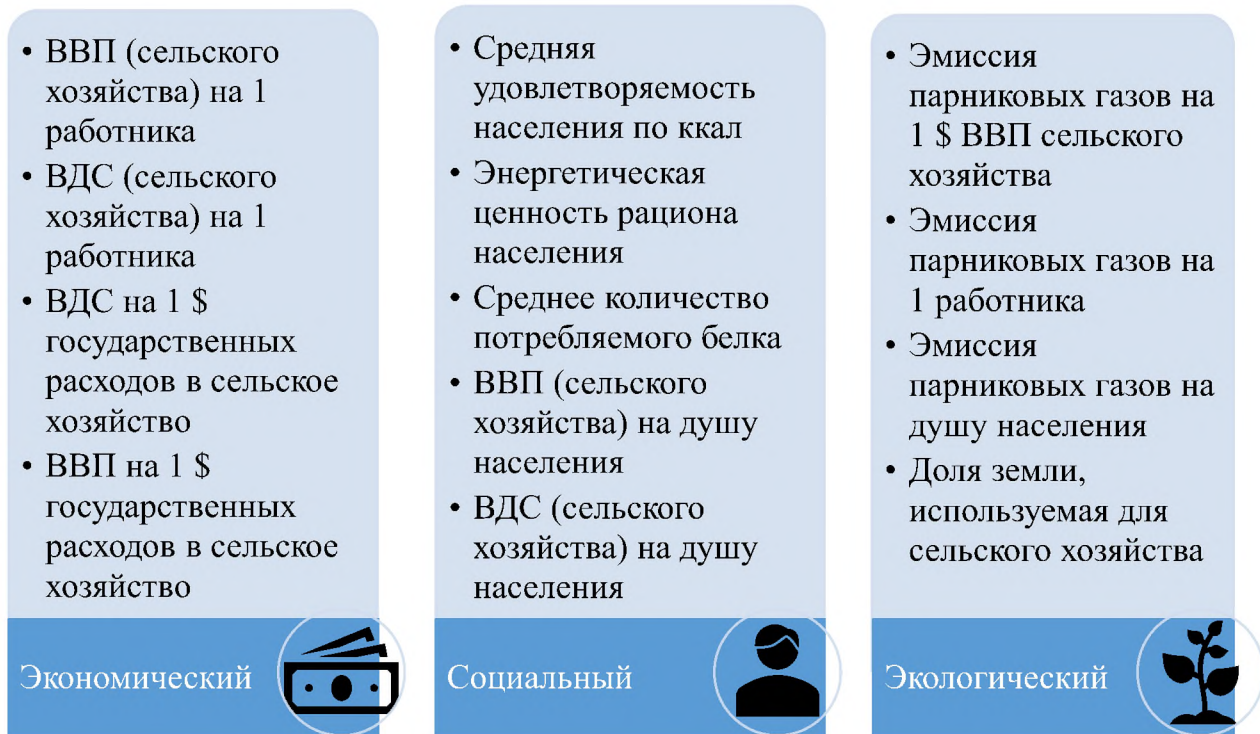 • ВВП (сельского
хозяйства) на 1
работника
• ВДС (сельского
хозяйства) на 1
работника
• ВДС на 1 $
государственных
расходов в сельское
хозяйство
• ВВП на 1 $
государственных
расходов в сельское
хозяйство
Экономический
• Средняя
удовлетворяемость
населения по ккал
• Энергетическая
ценность рациона
населения
• Среднее количество
потребляемого белка
• ВВП (сельского
хозяйства) на душу
населения
• ВДС (сельского
хозяйства) на душу
населения
Социальный
• Эмиссия
парниковых газов на
1 $ ВВП сельского
хозяйства
• Эмиссия
парниковых газов на
1 работника
• Эмиссия
парниковых газов на
душу населения
• Доля земли,
используемая для
сельского хозяйства
Экологический